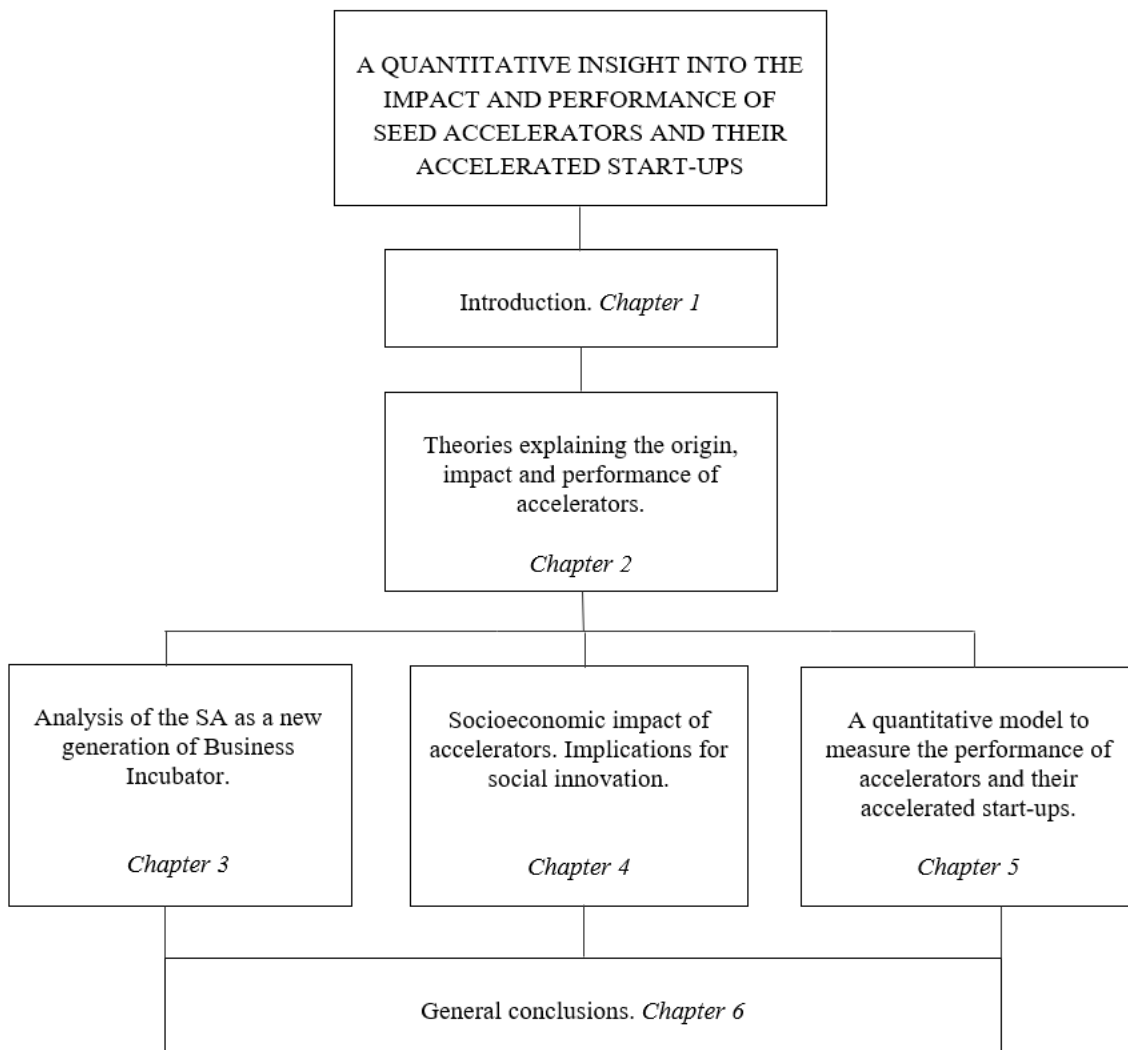 A QUANTITATIVE INSIGHT INTO THE
IMPACT AND PERFORMANCE OF
SEED ACCELERATORS AND THEIR
ACCELERATED START-UPS
Introduction. Chapter 1
Theories explaining the origin,
impact and performance of
accelerators.
Chapter 2
Analysis of the SA as a new
generation of Business
Incubator.
Chapter 3
Socioeconomic impact of
accelerators. Implications for
social innovation.
Chapter 4
A quantitative model to
measure the performance of
accelerators and their
accelerated start-ups.
Chapter 5
General conclusions. Chapter 6